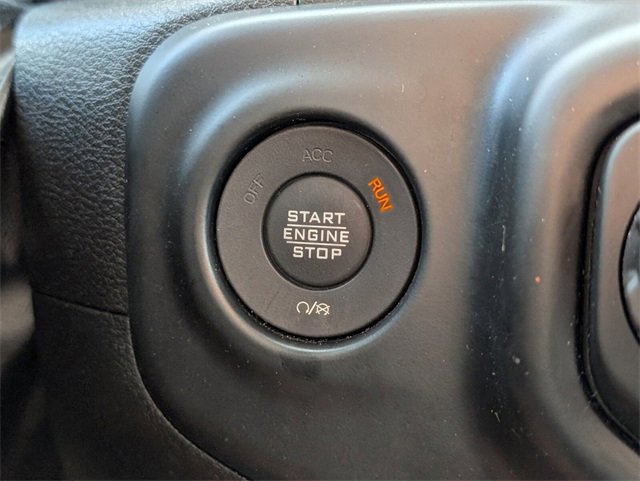 OFF
ACC
RUN
START
ENGINE
STOP